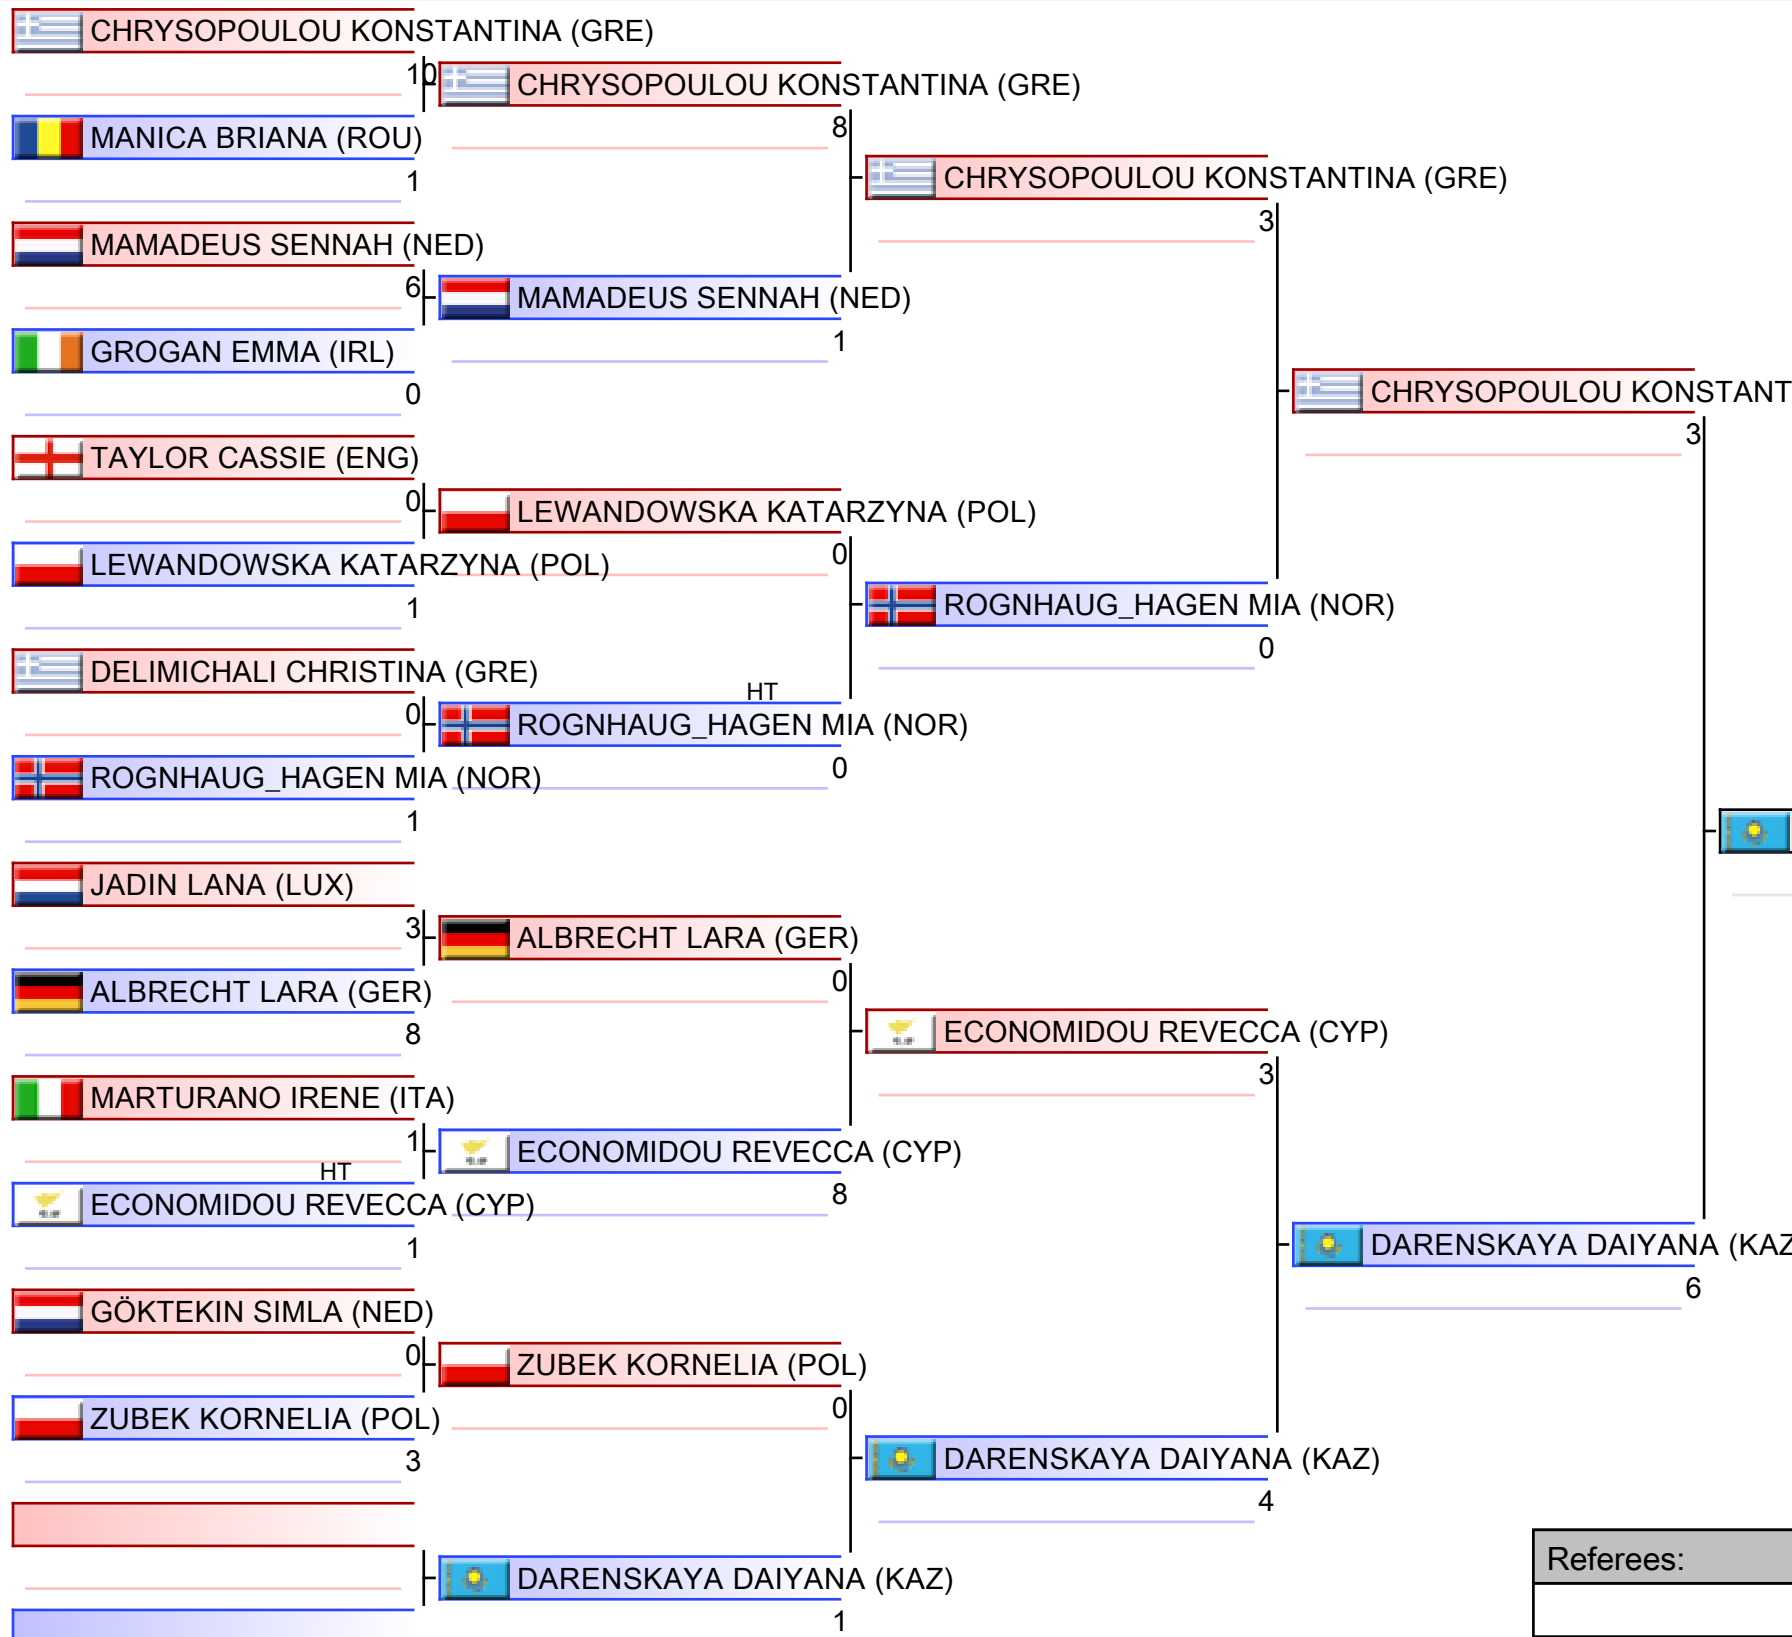 CHRYSOPOULOU KONSTANTINA (GRE)
10
MANICA BRIANA (ROU)
1
MAMADEUS SENNAH (NED)
6
GROGAN EMMA (IRL)
0
TAYLOR CASSIE (ENG)
0
LEWANDOWSKA KATARZYNA (POL)
1
DELIMICHALI CHRISTINA (GRE)
0
ROGNHAUG_HAGEN MIA (NOR)
1
JADIN LANA (LUX)
3
ALBRECHT LARA (GER)
8
MARTURANO IRENE (ITA)
1
HT
ECONOMIDOU REVECCA (CYP)
1
GÖKTEKIN SIMLA (NED)
0
ZUBEK KORNELIA (POL)
3
CHRYSOPOULOU KONSTANTINA (GRE)
8
MAMADEUS SENNAH (NED)
1
LEWANDOWSKA KATARZYNA (POL)
0
HT
ROGNHAUG_HAGEN MIA (NOR)
0
ALBRECHT LARA (GER)
0
ECONOMIDOU REVECCA (CYP)
8
ZUBEK KORNELIA (POL)
0
DARENSKAYA DAIYANA (KAZ)
1
CHRYSOPOULOU KONSTANTINA (GRE)
3
ROGNHAUG_HAGEN MIA (NOR)
0
ECONOMIDOU REVECCA (CYP)
3
DARENSKAYA DAIYANA (KAZ)
4
CHRYSOPOULOU KONSTANT
3
DARENSKAYA DAIYANA (KAZ
6
Referees: